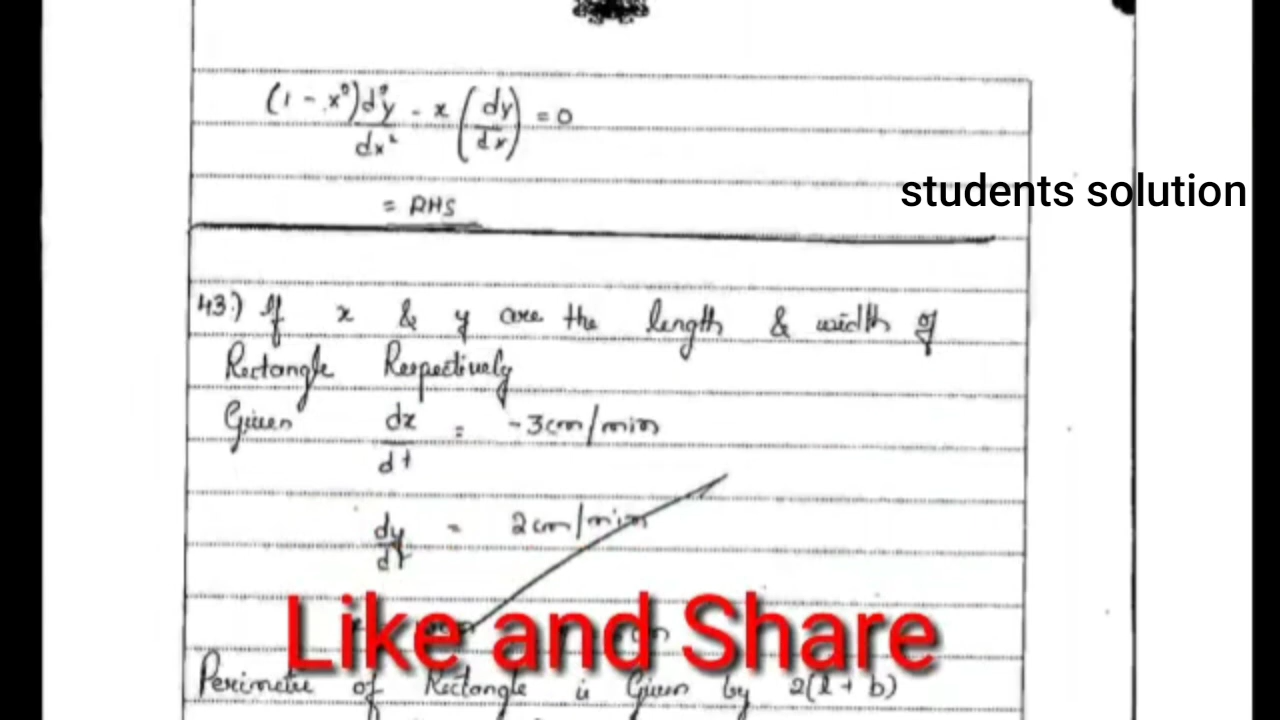 (1 - x²)d²y/dx² - x (dy/dx) = 0
= RHS
students solution
43.) If x & y are the length & width of
Rectangle Respectively
Given dx/dt = -3cm/min
dy/dt = 2cm/min
Like and Share
Perimeter of Rectangle is Given by 2(l + b)